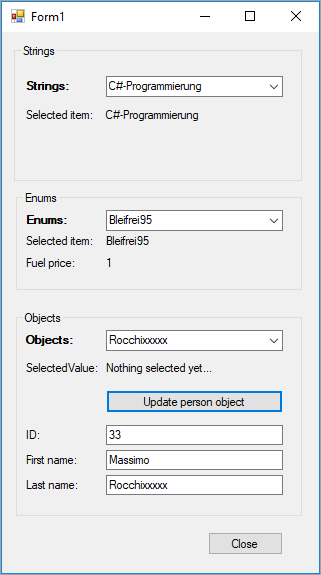 Form1
Strings
Strings: C#-Programmierung
Selected item: C#-Programmierung
Enums
Enums: Bleifrei95
Selected item: Bleifrei95
Fuel price: 1
Objects
Objects: Rocchixxxxx
SelectedValue: Nothing selected yet...
Update person object
ID: 33
First name: Massimo
Last name: Rocchixxxxx
Close